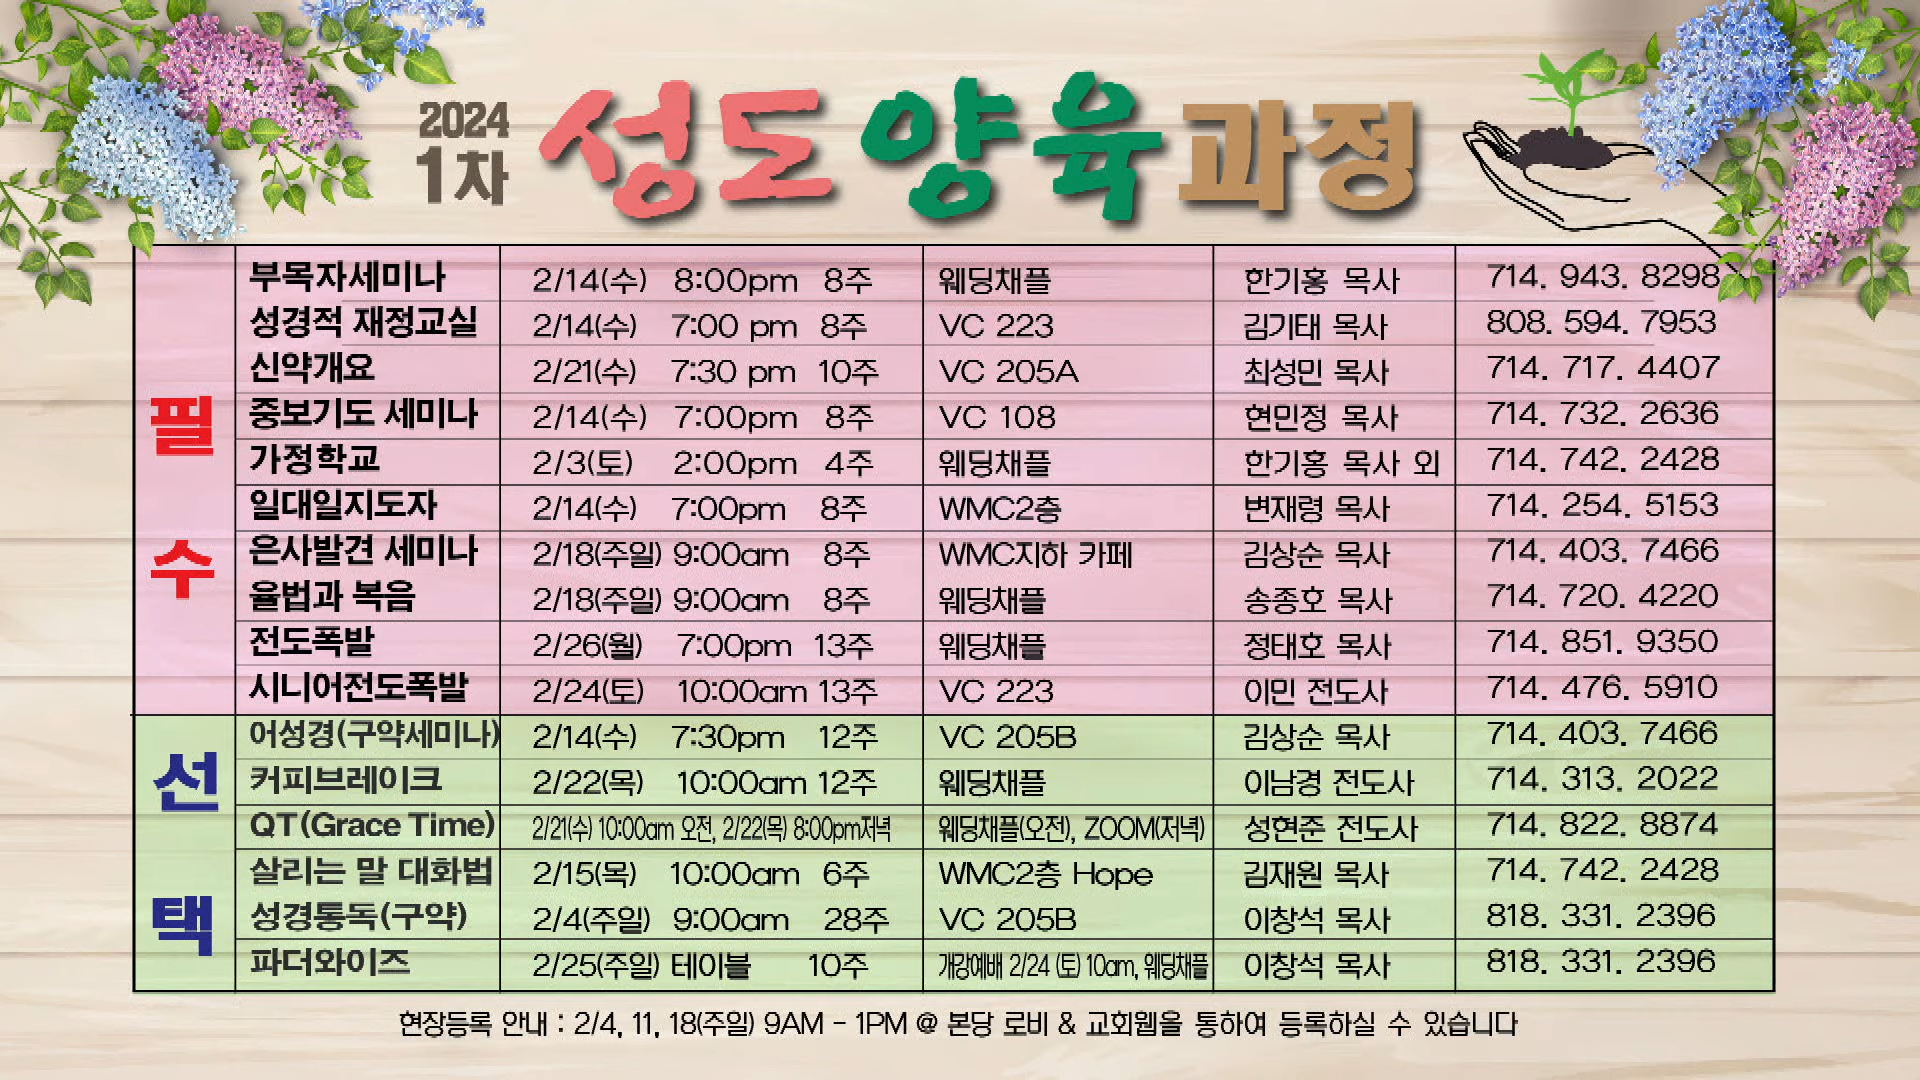 2024
1차
성도양육과정
필수
부목자세미나 2/14(수) 8:00pm 8주 웨딩채플 한기홍 목사 714. 943. 8298
성경적 재정교실 2/14(수) 7:00 pm 8주 VC 223 김기태 목사 808. 594. 7953
신약개요 2/21(수) 7:30 pm 10주 VC 205A 최성민 목사 714. 717. 4407
중보기도 세미나 2/14(수) 7:00pm 8주 VC 108 현민정 목사 714. 732. 2636
가정학교 2/3(토) 2:00pm 4주 웨딩채플 한기홍 목사 외 714. 742. 2428
일대일지도자 2/14(수) 7:00pm 8주 WMC2층 변재령 목사 714. 254. 5153
은사발견 세미나 2/18(주일) 9:00am 8주 WMC지하 카페 김상순 목사 714. 403. 7466
율법과 복음 2/18(주일) 9:00am 8주 웨딩채플 송종호 목사 714. 720. 4220
전도폭발 2/26(월) 7:00pm 13주 웨딩채플 정태호 목사 714. 851. 9350
시니어전도폭발 2/24(토) 10:00am 13주 VC 223 이민 전도사 714. 476. 5910
선택
어성경(구약세미나) 2/14(수) 7:30pm 12주 VC 205B 김상순 목사 714. 403. 7466
커피브레이크 2/22(목) 10:00am 12주 웨딩채플 이남경 전도사 714. 313. 2022
QT(Grace Time) 2/21(수) 10:00am 오전, 2/22(목) 8:00pm저녁 웨딩채플(오전), ZOOM(저녁) 성현준 전도사 714. 822. 8874
살리는 말 대화법 2/15(목) 10:00am 6주 WMC2층 Hope 김재원 목사 714. 742. 2428
성경통독(구약) 2/4(주일) 9:00am 28주 VC 205B 이창석 목사 818. 331. 2396
파더와이즈 2/25(주일) 테이블 10주 개강예배 2/24 (토) 10am, 웨딩채플 이창석 목사 818. 331. 2396
현장등록 안내 : 2/4, 11, 18(주일) 9AM - 1PM @ 본당 로비 & 교회웹을 통하여 등록하실 수 있습니다